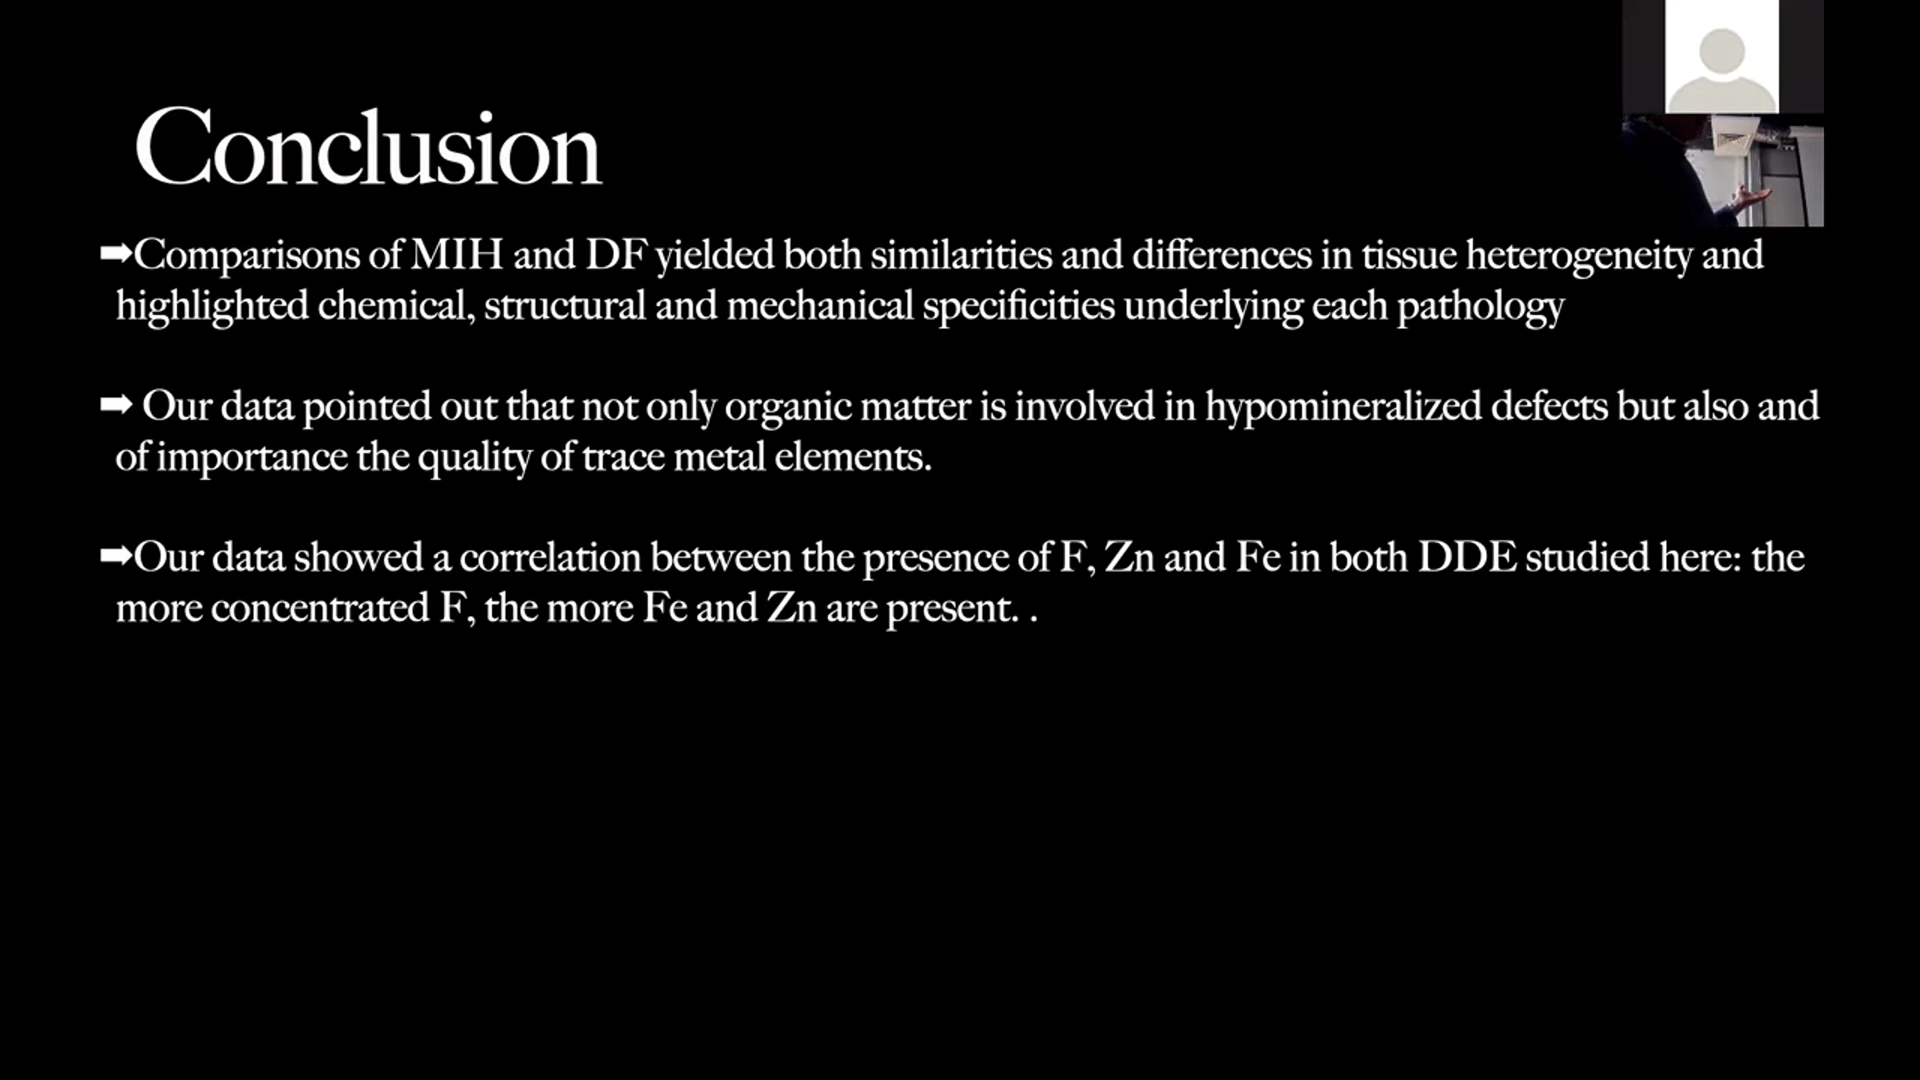 Conclusion
➡Comparisons of MIH and DF yielded both similarities and differences in tissue heterogeneity and
highlighted chemical, structural and mechanical specificities underlying each pathology
➡ Our data pointed out that not only organic matter is involved in hypomineralized defects but also and
of importance the quality of trace metal elements.
➡Our data showed a correlation between the presence of F, Zn and Fe in both DDE studied here: the
more concentrated F, the more Fe and Zn are present. .